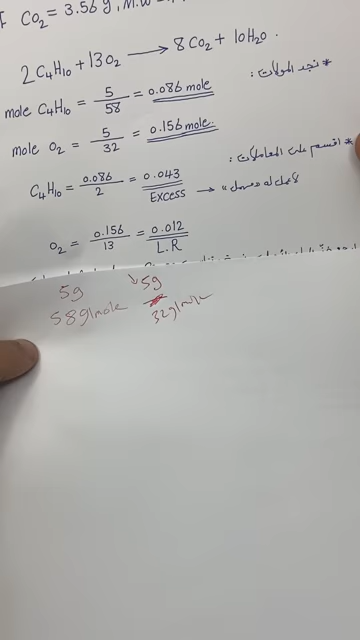 CO₂ = 3.56 g, M.W
2C₄H₁₀ + 13O₂ → 8CO₂ + 10H₂O.
* نجد المولات:
mole C₄H₁₀ = 5/58 = 0.086 mole
mole O₂ = 5/32 = 0.156 mole.
* اقسم على المعاملات:
C₄H₁₀ = 0.086/2 = 0.043
Excess →
O₂ = 0.156/13 = 0.012
L.R
5g 5g
58g/mole 32g/mole